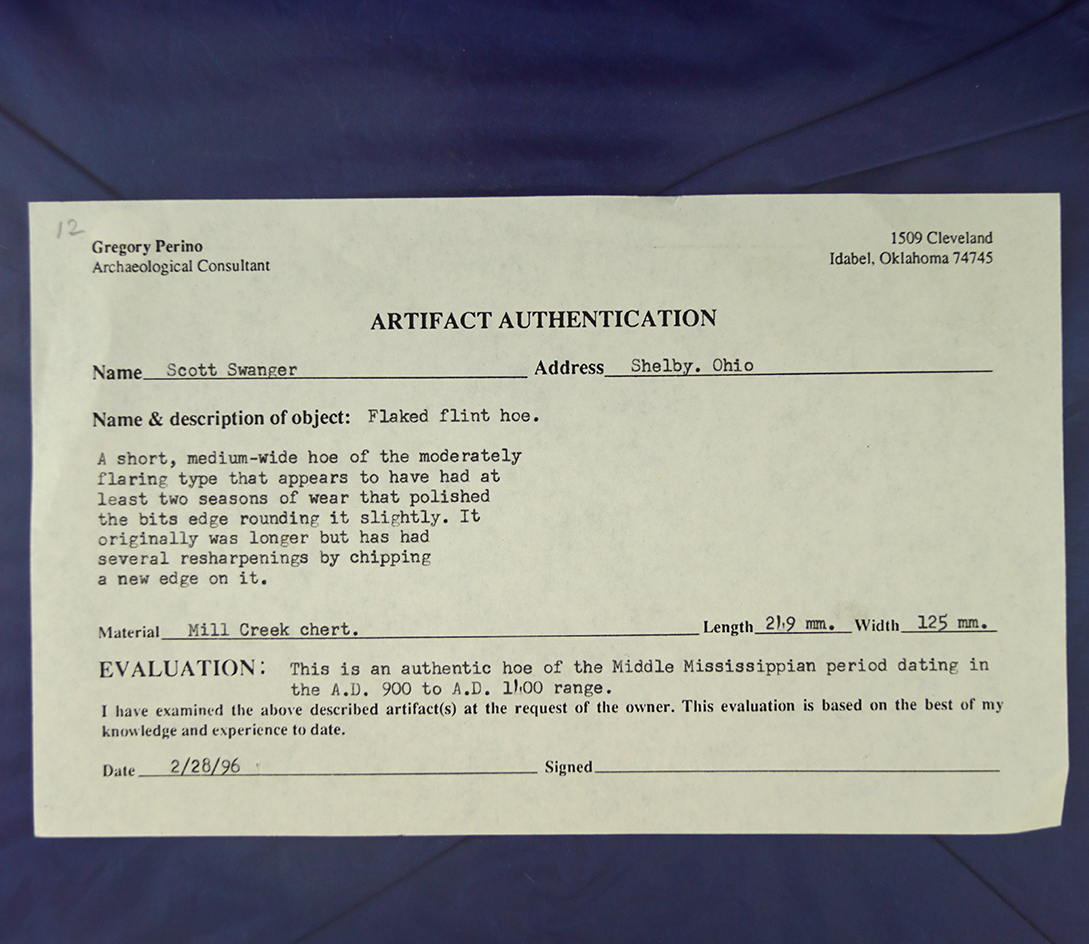 12
Gregory Perino
Archaeological Consultant
1509 Cleveland
Idabel, Oklahoma 74745
ARTIFACT AUTHENTICATION
Name Scott Swanger Address Shelby. Ohio
Name & description of object: Flaked flint hoe.
A short, medium-wide hoe of the moderately
flaring type that appears to have had at
least two seasons of wear that polished
the bits edge rounding it slightly. It
originally was longer but has had
several resharpenings by chipping
a new edge on it.
Material Mill Creek chert. Length mm. Width 125 mm.
EVALUATION: This is an authentic hoe of the Middle Mississippian period dating in
the A.D. 900 to A.D. range.
I have examined the above described artifact(s) at the request of the owner. This evaluation is based on the best of my
knowledge and experience to date.
Date 2/28/96 Signed